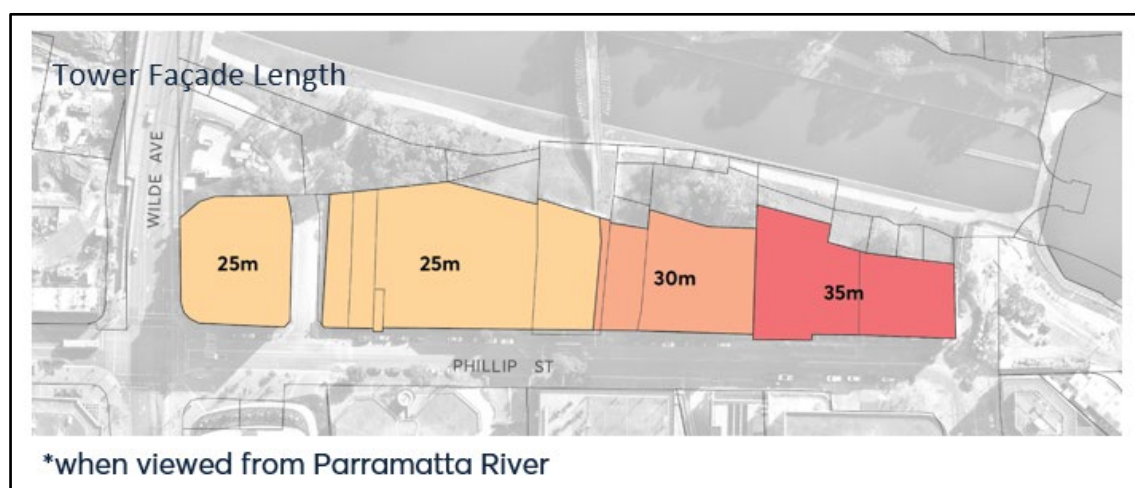 Tower Façade Length
WILDE AVE
25m
25m
30m
35m
PHILLIP ST
*when viewed from Parramatta River